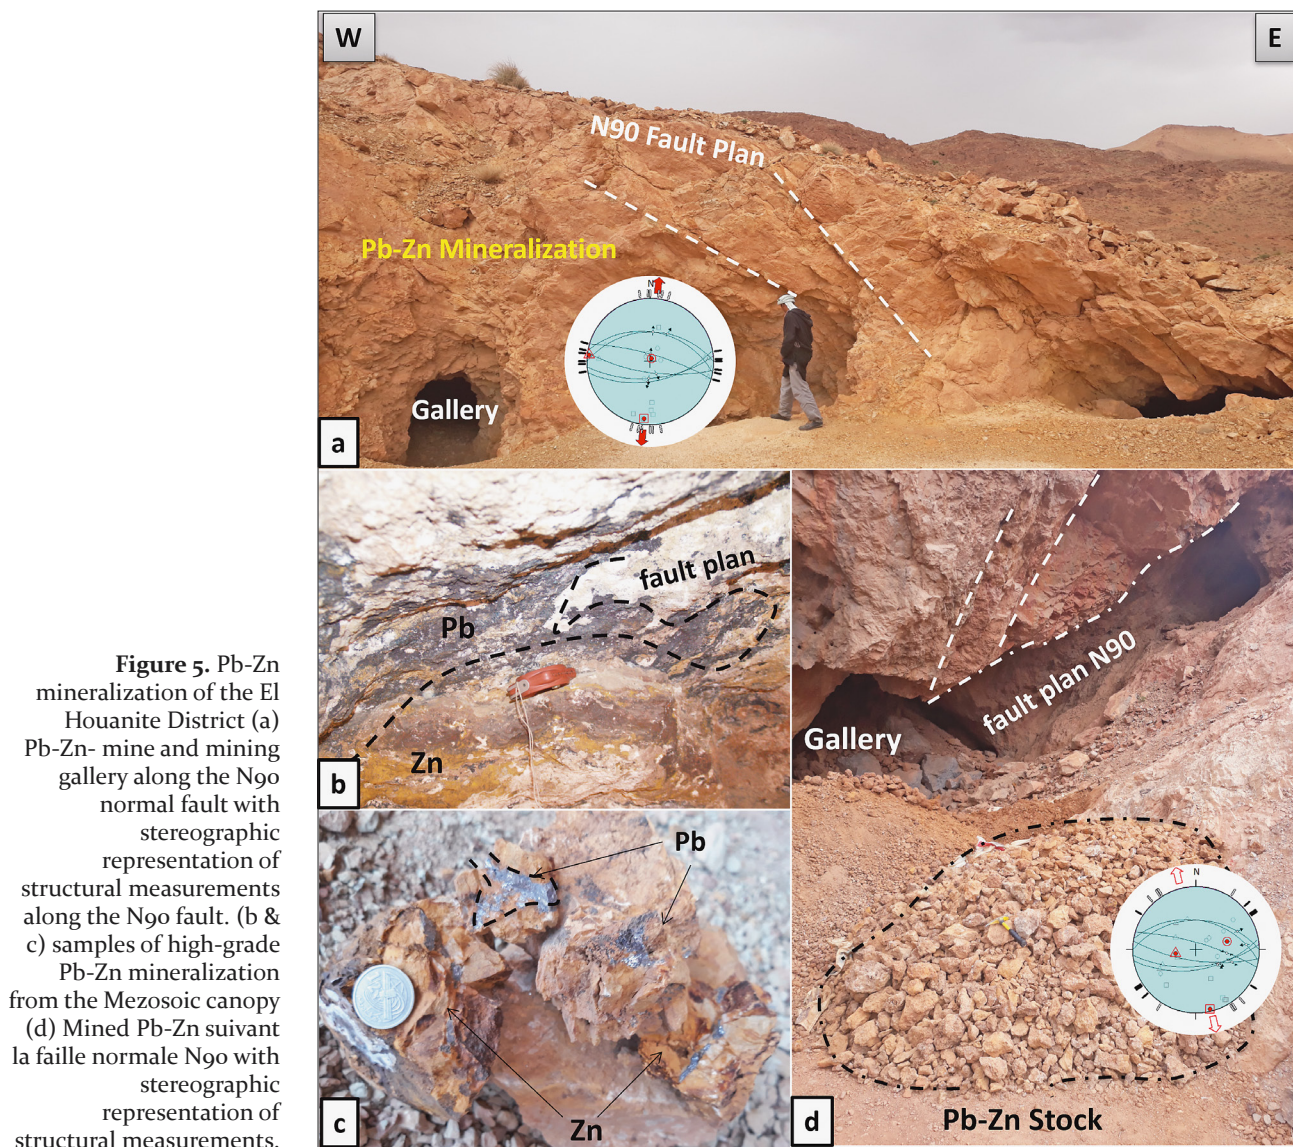 W
E
N90 Fault Plan
Pb-Zn Mineralization
N
Gallery
a
fault plan
Pb
Zn
b
Pb
Zn
c
fault plan N90
Gallery
N
Pb-Zn Stock
d
Figure 5. Pb-Zn
mineralization of the El
Houanite District (a)
Pb-Zn- mine and mining
gallery along the N90
normal fault with
stereographic
representation of
structural measurements
along the N90 fault. (b &
c) samples of high-grade
Pb-Zn mineralization
from the Mezosoic canopy
(d) Mined Pb-Zn suivant
la faille normale N90 with
stereographic
representation of
structural measurements.